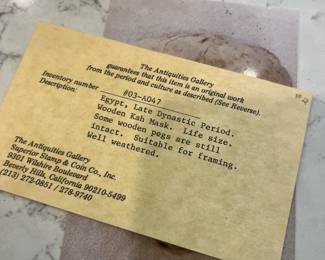 The Antiquities Gallery
guarantees that this item is an original work
from the period and culture as described (See Reverse).
Inventory number #03-A047
Description:
Egypt, Late Dynastic Period.
Wooden Kah Mask. Life size.
Some wooden pegs are still
intact. Suitable for framing.
Well weathered.
The Antiquities Gallery
Superior Stamp & Coin Co., Inc.
9301 Wilshire Boulevard
Beverly Hills, California 90210-5499
(213) 272-0851 / 278-9740